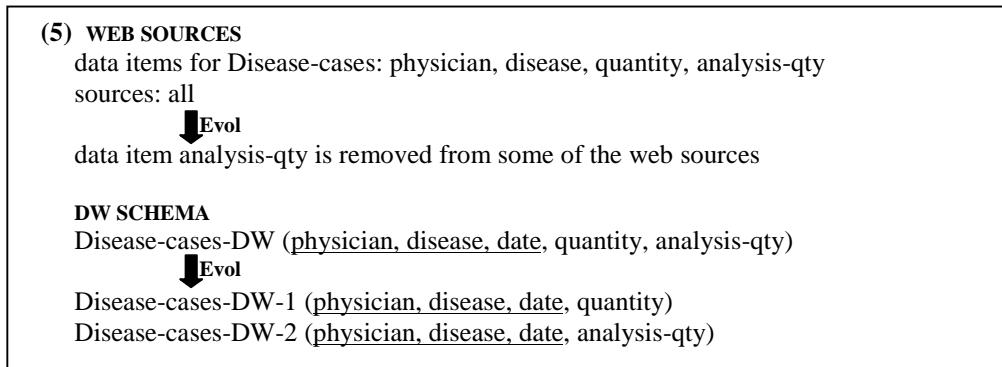 (5) WEB SOURCES
data items for Disease-cases: physician, disease, quantity, analysis-qty
sources: all
Evol
data item analysis-qty is removed from some of the web sources
DW SCHEMA
Disease-cases-DW (physician, disease, date, quantity, analysis-qty)
Evol
Disease-cases-DW-1 (physician, disease, date, quantity)
Disease-cases-DW-2 (physician, disease, date, analysis-qty)